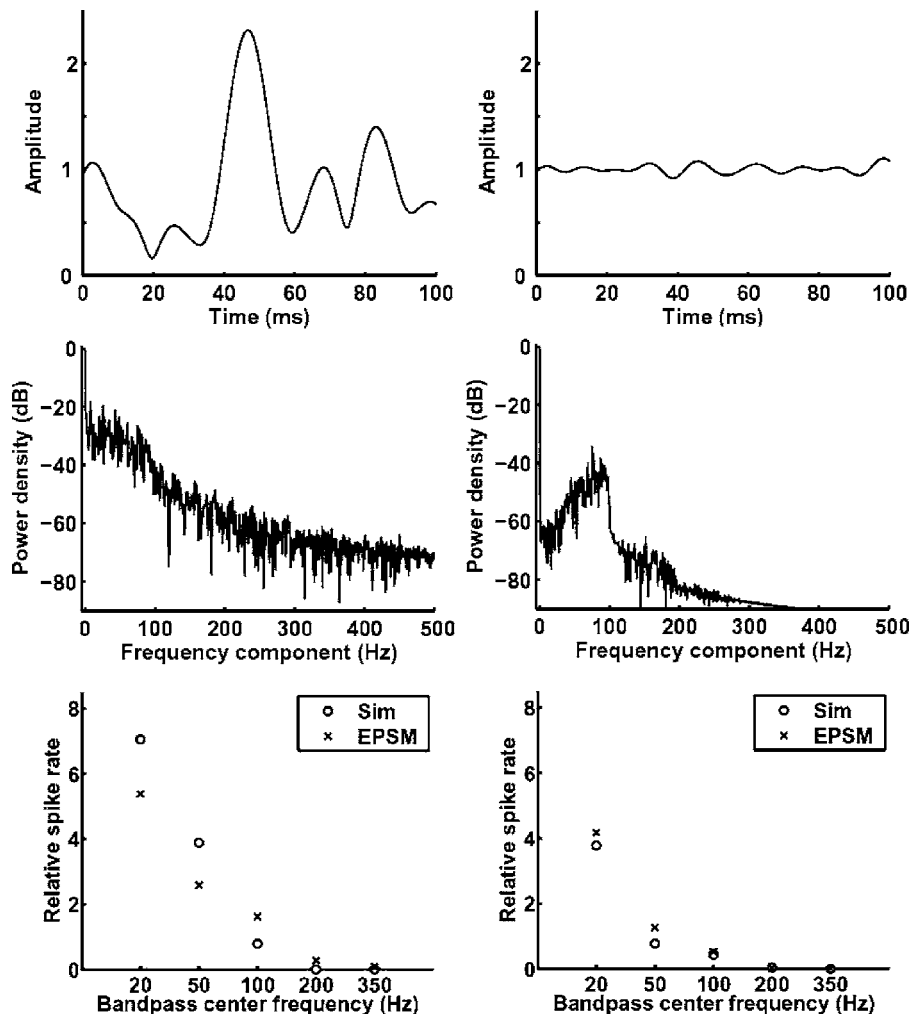 2
1
0
Amplitude
0 20 40 60 80 100
Time (ms)
2
1
0
Amplitude
0 20 40 60 80 100
Time (ms)
0
−20
−40
−60
−80
Power density (dB)
0 100 200 300 400 500
Frequency component (Hz)
0
−20
−40
−60
−80
Power density (dB)
0 100 200 300 400 500
Frequency component (Hz)
8
6
4
2
0
Relative spike rate
Sim
EPSM
20 50 100 200 350
Bandpass center frequency (Hz)
8
6
4
2
0
Relative spike rate
Sim
EPSM
20 50 100 200 350
Bandpass center frequency (Hz)